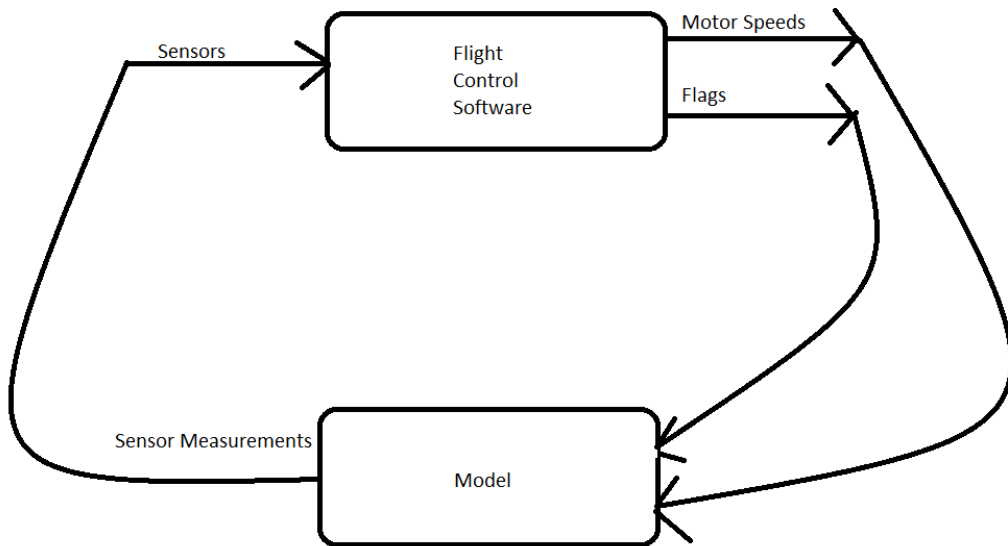 Motor Speeds
Sensors
Flight
Control
Software
Flags
Sensor Measurements
Model